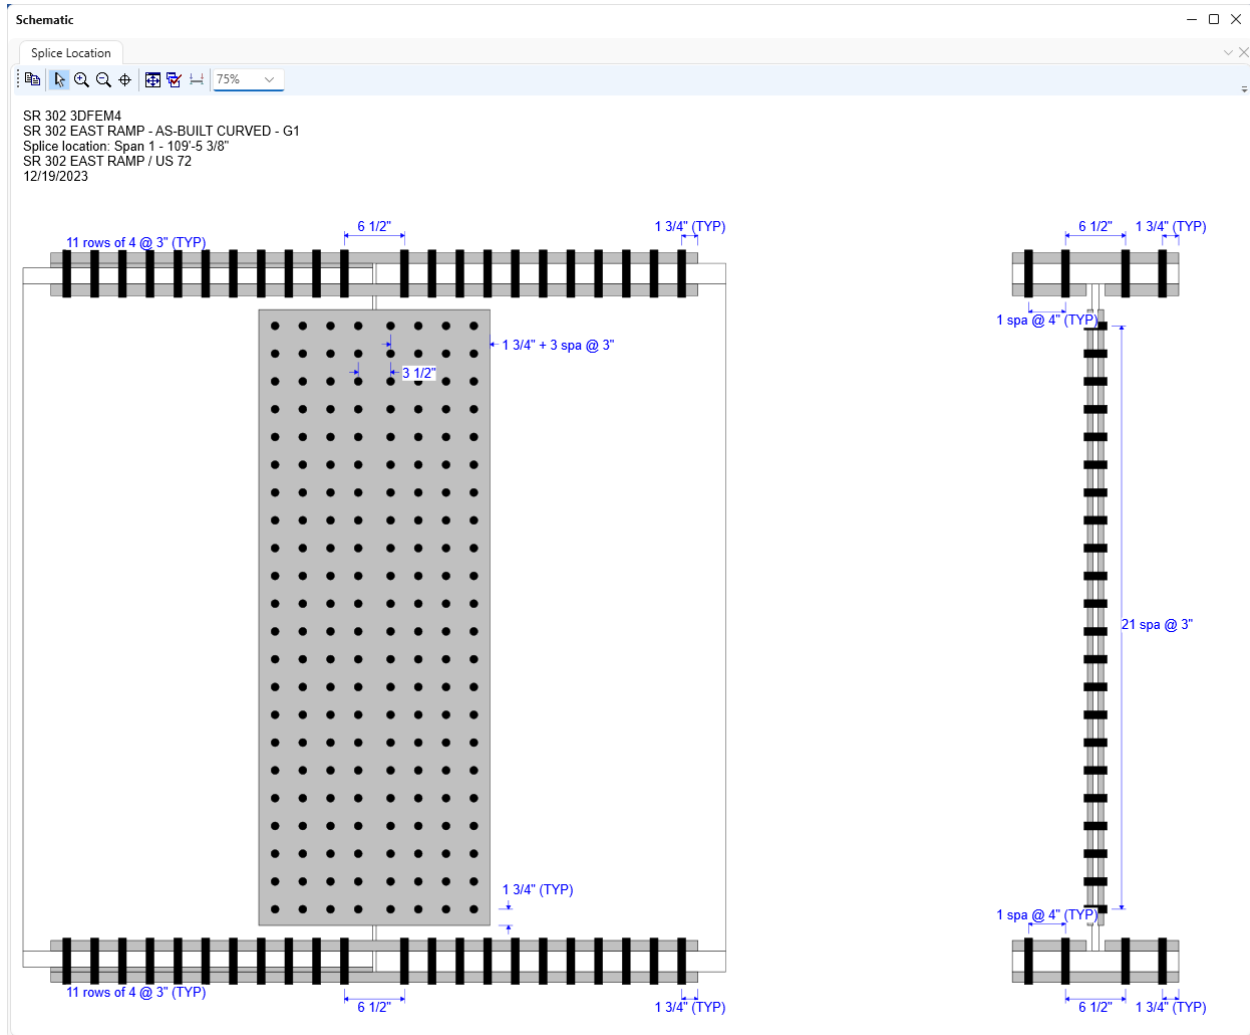 Schematic
Splice Location
75%
SR 302 3DFEM4
SR 302 EAST RAMP - AS-BUILT CURVED - G1
Splice location: Span 1 - 109'-5 3/8"
SR 302 EAST RAMP / US 72
12/19/2023
11 rows of 4 @ 3" (TYP)
6 1/2"
1 3/4" (TYP)
6 1/2"
1 3/4" (TYP)
1 spa @ 4" (TYP)
1 3/4" + 3 spa @ 3"
3 1/2"
21 spa @ 3"
1 3/4" (TYP)
1 spa @ 4" (TYP)
11 rows of 4 @ 3" (TYP)
6 1/2"
1 3/4" (TYP)
6 1/2"
1 3/4" (TYP)